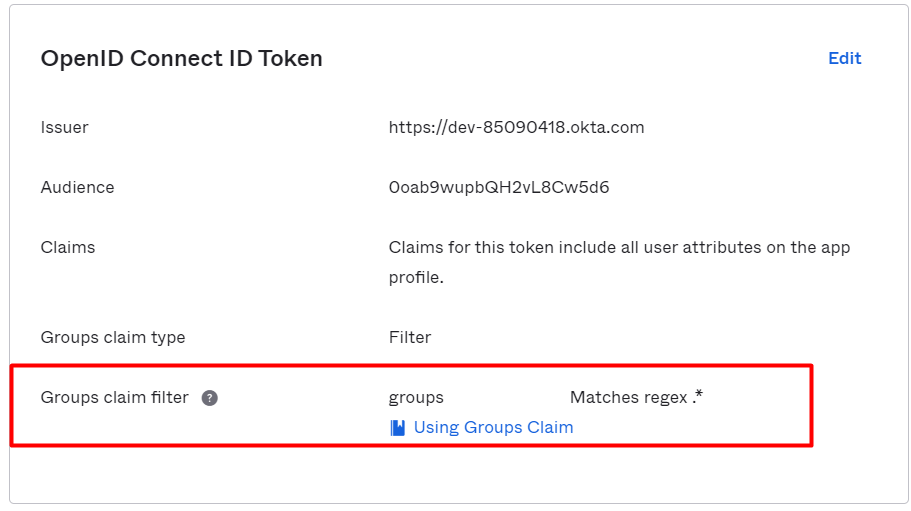 OpenID Connect ID Token Edit
Issuer https://dev-85090418.okta.com
Audience 0oab9wupbQH2vL8Cw5d6
Claims Claims for this token include all user attributes on the app
profile.
Groups claim type Filter
Groups claim filter ? groups Matches regex .*
Using Groups Claim